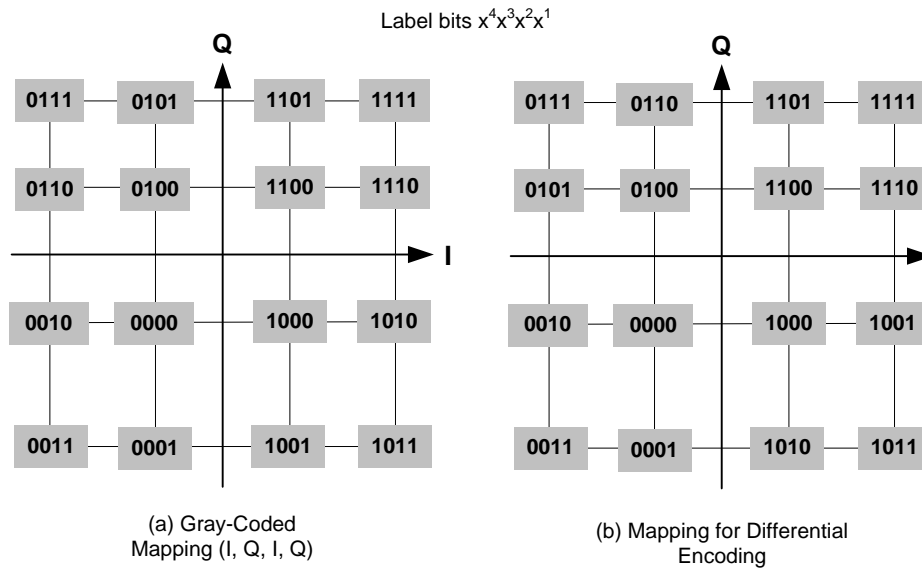 Label bits x⁴x³x²x¹
Q
Q
0111 0101 1101 1111
0110 0100 1100 1110
I
0010 0000 1000 1010
0011 0001 1001 1011
(a) Gray-Coded
Mapping (I, Q, I, Q)
0111 0110 1101 1111
0101 0100 1100 1110
0010 0000 1000 1001
0011 0001 1010 1011
(b) Mapping for Differential
Encoding